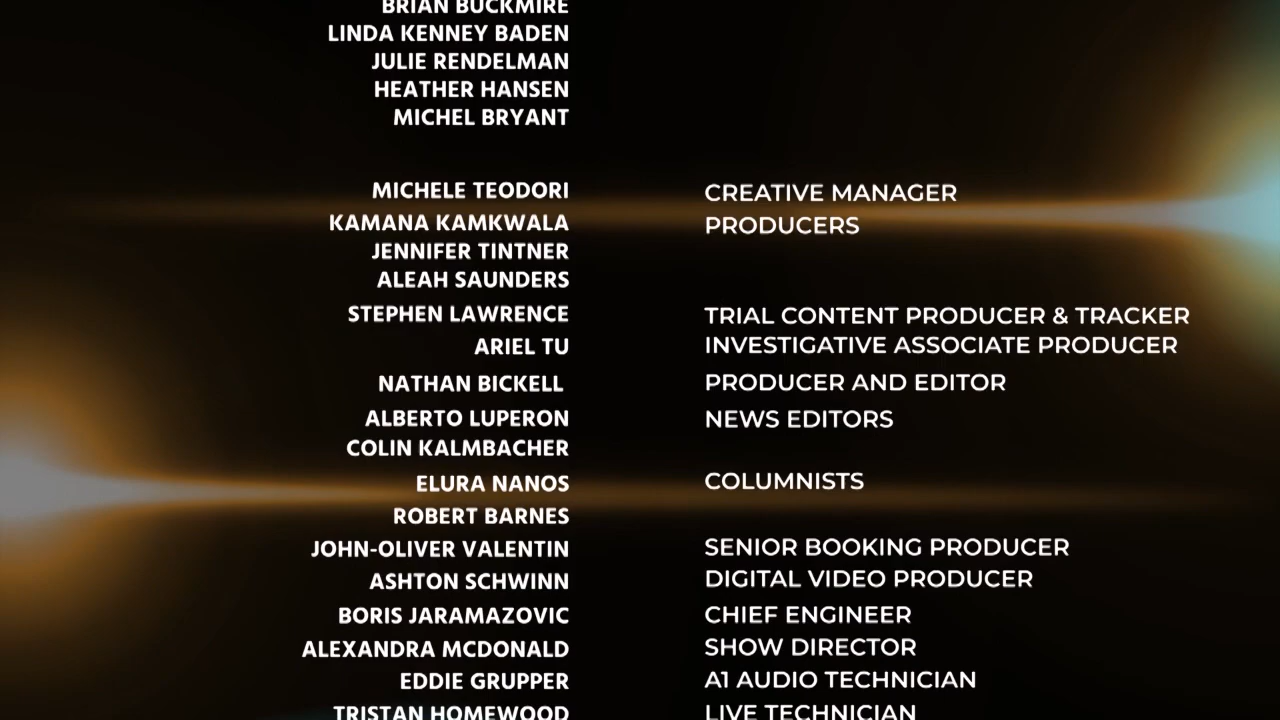 BRIAN BUCKMIRE
LINDA KENNEY BADEN
JULIE RENDELMAN
HEATHER HANSEN
MICHEL BRYANT
MICHELE TEODORI CREATIVE MANAGER
KAMANA KAMKWALA PRODUCERS
JENNIFER TINTNER
ALEAH SAUNDERS
STEPHEN LAWRENCE TRIAL CONTENT PRODUCER & TRACKER
ARIEL TU INVESTIGATIVE ASSOCIATE PRODUCER
NATHAN BICKELL PRODUCER AND EDITOR
ALBERTO LUPERON NEWS EDITORS
COLIN KALMBACHER
ELURA NANOS COLUMNISTS
ROBERT BARNES
JOHN-OLIVER VALENTIN SENIOR BOOKING PRODUCER
ASHTON SCHWINN DIGITAL VIDEO PRODUCER
BORIS JARAMAZOVIC CHIEF ENGINEER
ALEXANDRA MCDONALD SHOW DIRECTOR
EDDIE GRUPPER A1 AUDIO TECHNICIAN
TRISTAN HOMEWOOD LIVE TECHNICIAN